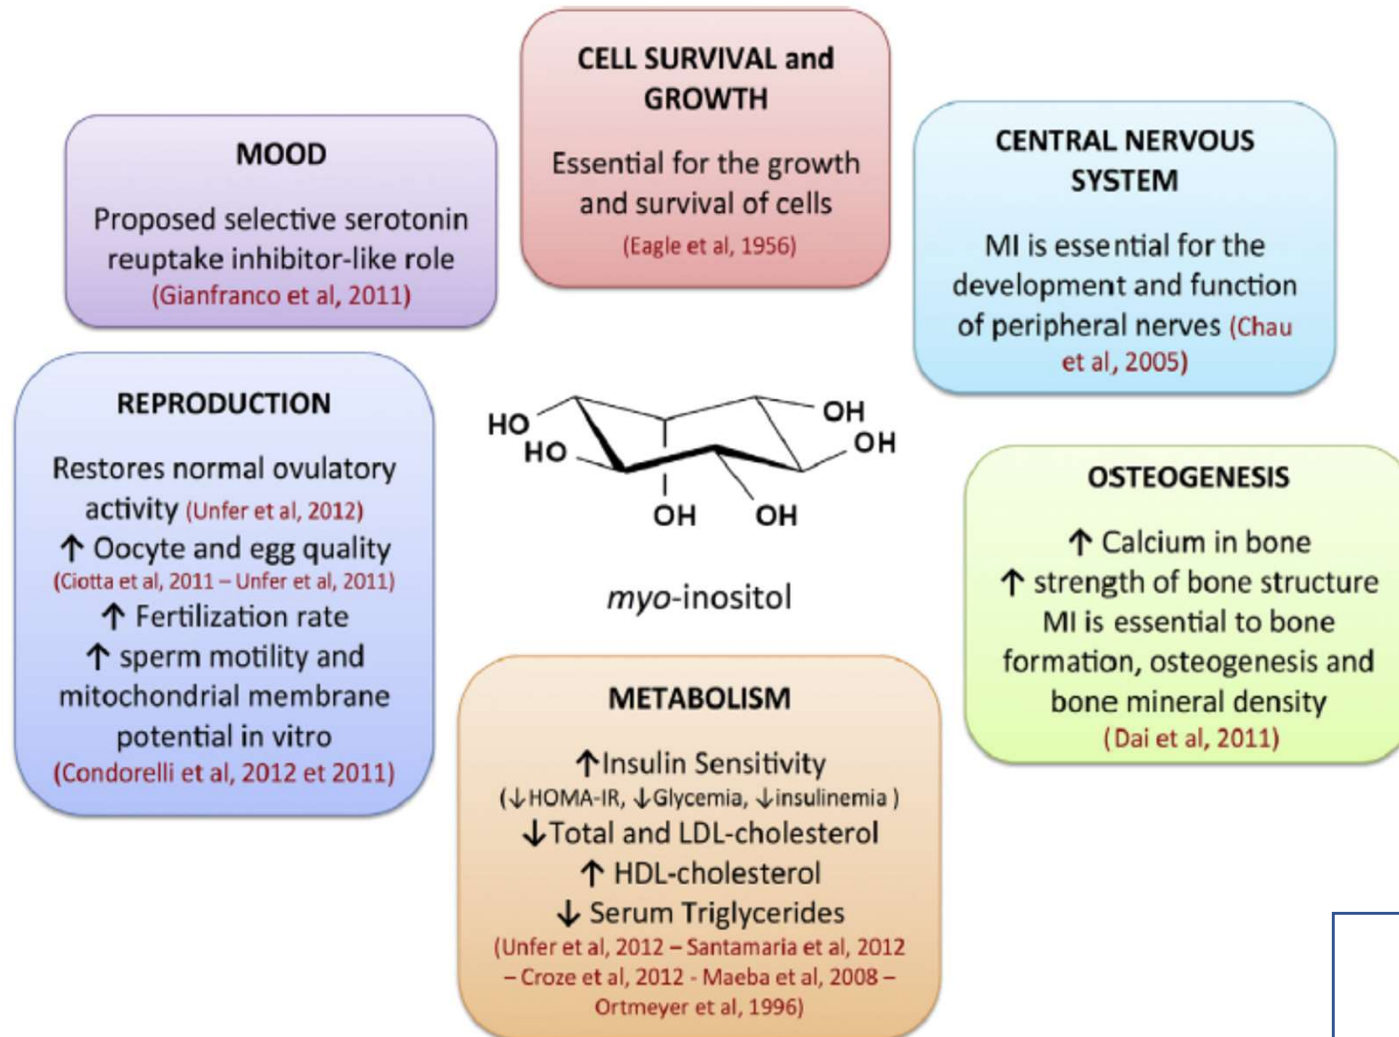 CELL SURVIVAL and
GROWTH
Essential for the growth
and survival of cells
(Eagle et al, 1956)
MOOD
Proposed selective serotonin
reuptake inhibitor-like role
(Gianfranco et al, 2011)
CENTRAL NERVOUS
SYSTEM
MI is essential for the
development and function
of peripheral nerves (Chau
et al, 2005)
REPRODUCTION
Restores normal ovulatory
activity (Unfer et al, 2012)
↑ Oocyte and egg quality
(Ciotta et al, 2011 – Unfer et al, 2011)
↑ Fertilization rate
↑ sperm motility and
mitochondrial membrane
potential in vitro
(Condorelli et al, 2012 et 2011)
HO
HO
OH
OH
OH
OH
myo-inositol
OSTEOGENESIS
↑ Calcium in bone
↑ strength of bone structure
MI is essential to bone
formation, osteogenesis and
bone mineral density
(Dai et al, 2011)
METABOLISM
↑Insulin Sensitivity
(↓HOMA-IR, ↓Glycemia, ↓insulinemia )
↓Total and LDL-cholesterol
↑ HDL-cholesterol
↓ Serum Triglycerides
(Unfer et al, 2012 – Santamaria et al, 2012
– Croze et al, 2012 - Maeba et al, 2008 –
Ortmeyer et al, 1996)